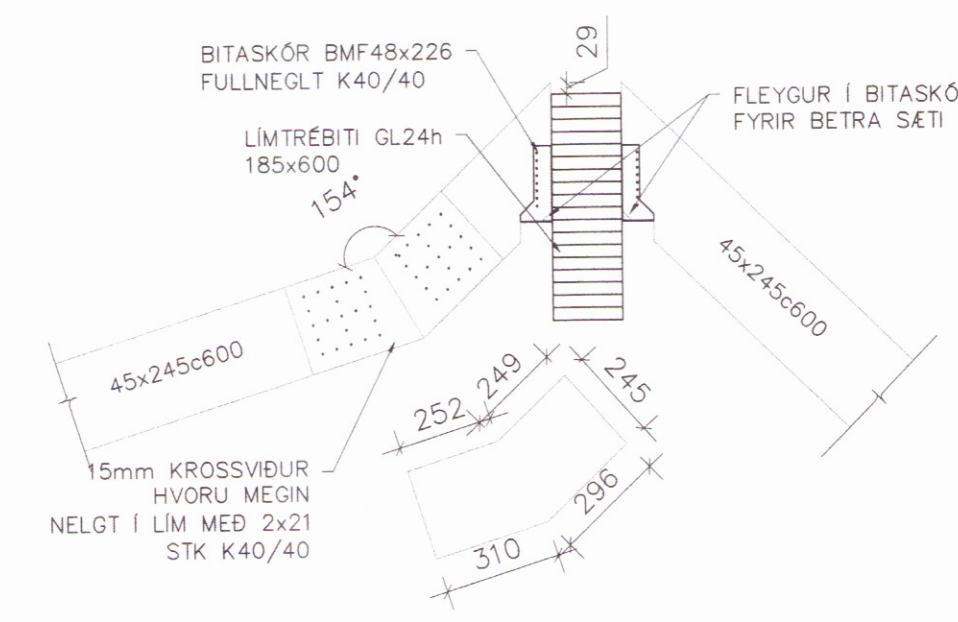 29
BITASKÓR BMF48x226
FULLNEGLT K40/40
FLEYGUR Í BITASKÓ
FYRIR BETRA SÆTI
LÍMTRÉBITI GL24h
185x600
154°
45x245c600
45x245c600
252
249
245
296
310
15mm KROSSVIÐUR
HVORU MEGIN
NELGT Í LÍM MEÐ 2x21
STK K40/40